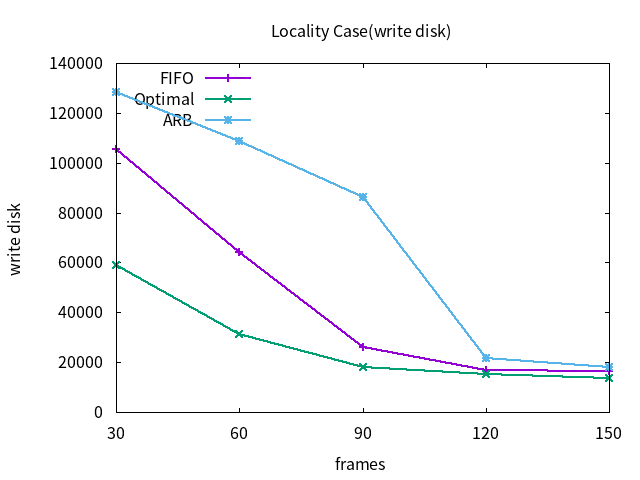 Locality Case(write disk)
140000
120000
100000
80000
60000
40000
20000
0
write disk
FIFO
Optimal
ARB
30 60 90 120 150
frames